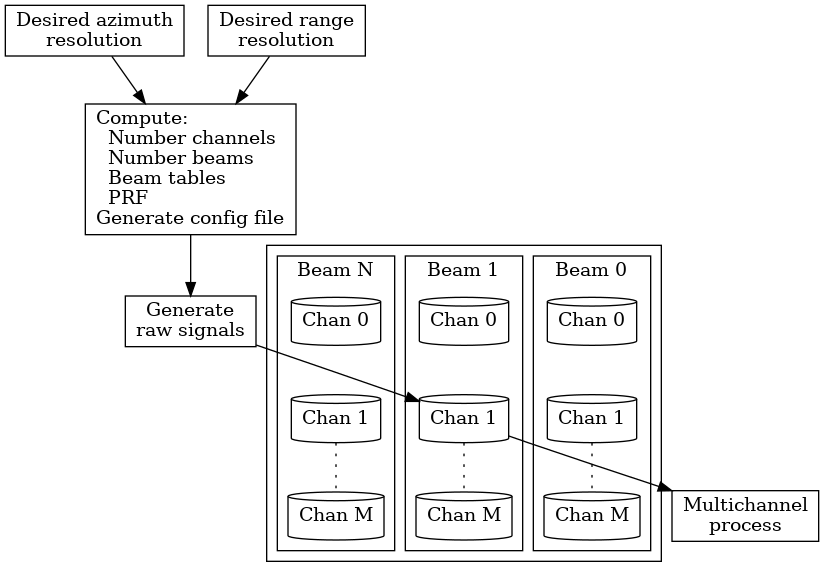 Desired azimuth
resolution
Desired range
resolution
Compute:
Number channels
Number beams
Beam tables
PRF
Generate config file
Generate
raw signals
Beam N
Chan 0
Chan 1
Chan M
Beam 1
Chan 0
Chan 1
Chan M
Beam 0
Chan 0
Chan 1
Chan M
Multichannel
process